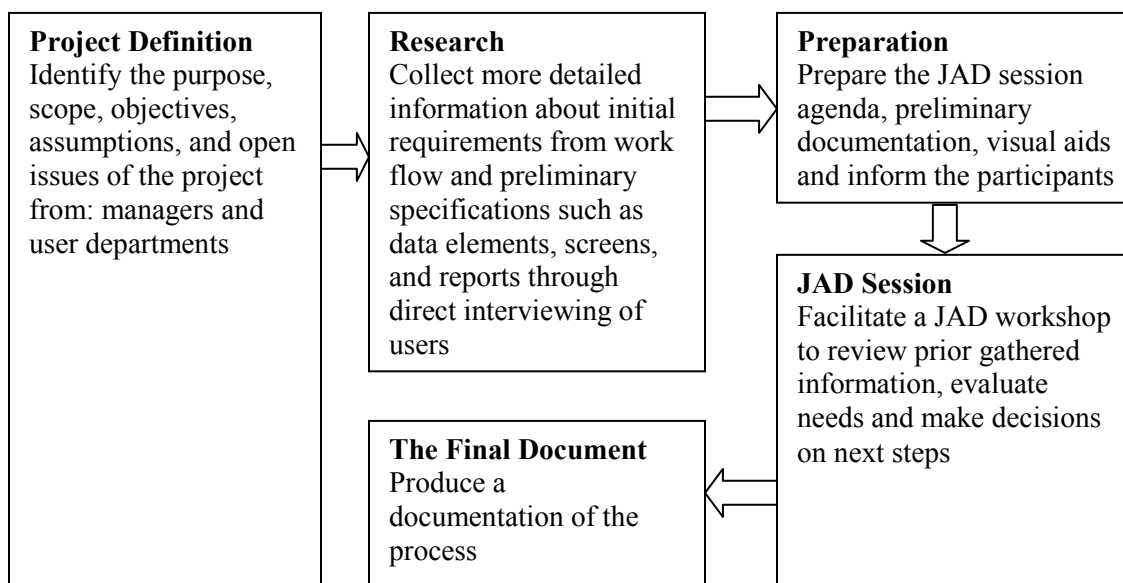 Project Definition
Identify the purpose,
scope, objectives,
assumptions, and open
issues of the project
from: managers and
user departments
Research
Collect more detailed
information about initial
requirements from work
flow and preliminary
specifications such as
data elements, screens,
and reports through
direct interviewing of
users
Preparation
Prepare the JAD session
agenda, preliminary
documentation, visual aids
and inform the participants
JAD Session
Facilitate a JAD workshop
to review prior gathered
information, evaluate
needs and make decisions
on next steps
The Final Document
Produce a
documentation of the
process